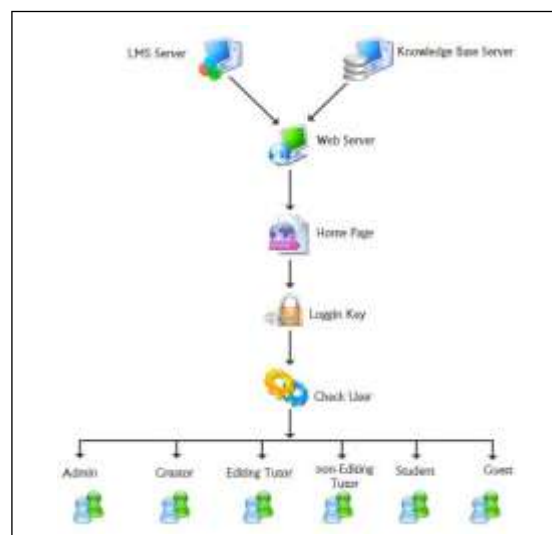 LMS Server
Knowledge Base Server
Web Server
Home Page
Loggin Key
Check User
Admin
Creator
Editing Tutor
non-Editing
Tutor
Student
Guest